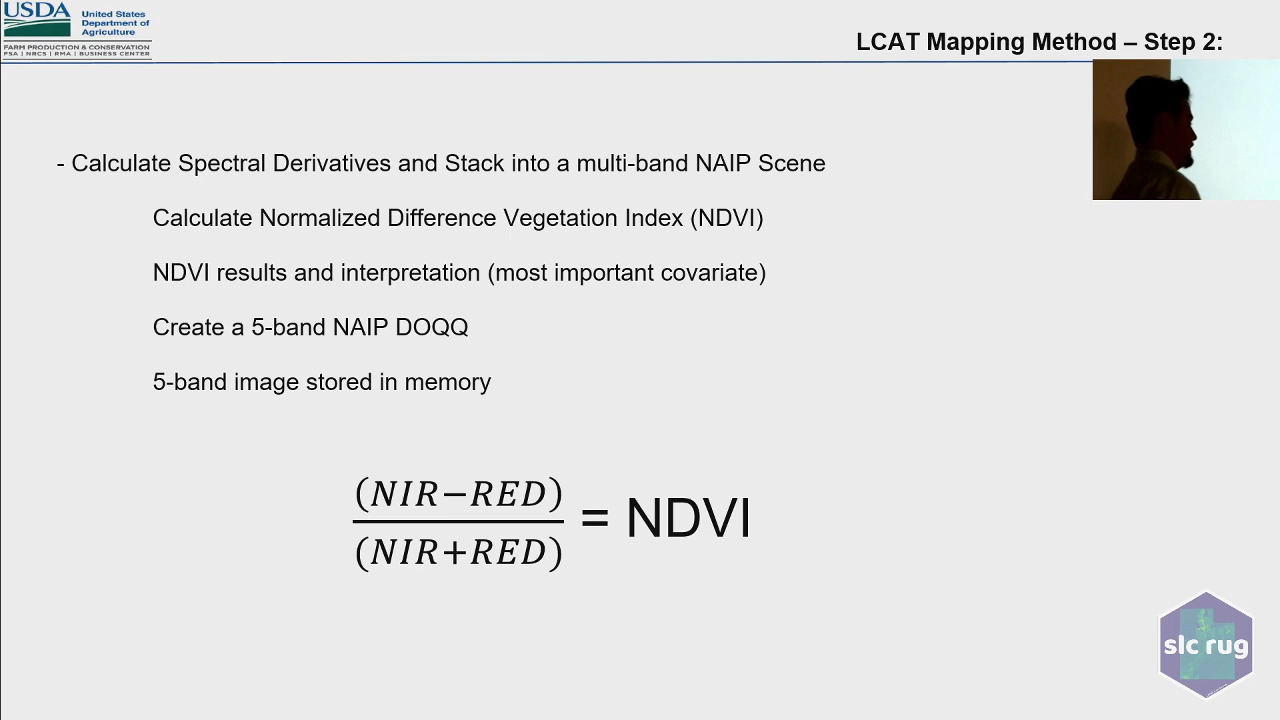 USDA
United States
Department of
Agriculture
FARM PRODUCTION & CONSERVATION
FSA | NRCS | RMA | BUSINESS CENTER
LCAT Mapping Method – Step 2:
- Calculate Spectral Derivatives and Stack into a multi-band NAIP Scene
Calculate Normalized Difference Vegetation Index (NDVI)
NDVI results and interpretation (most important covariate)
Create a 5-band NAIP DOQQ
5-band image stored in memory
(NIR−RED)
(NIR+RED)
= NDVI
slc rug